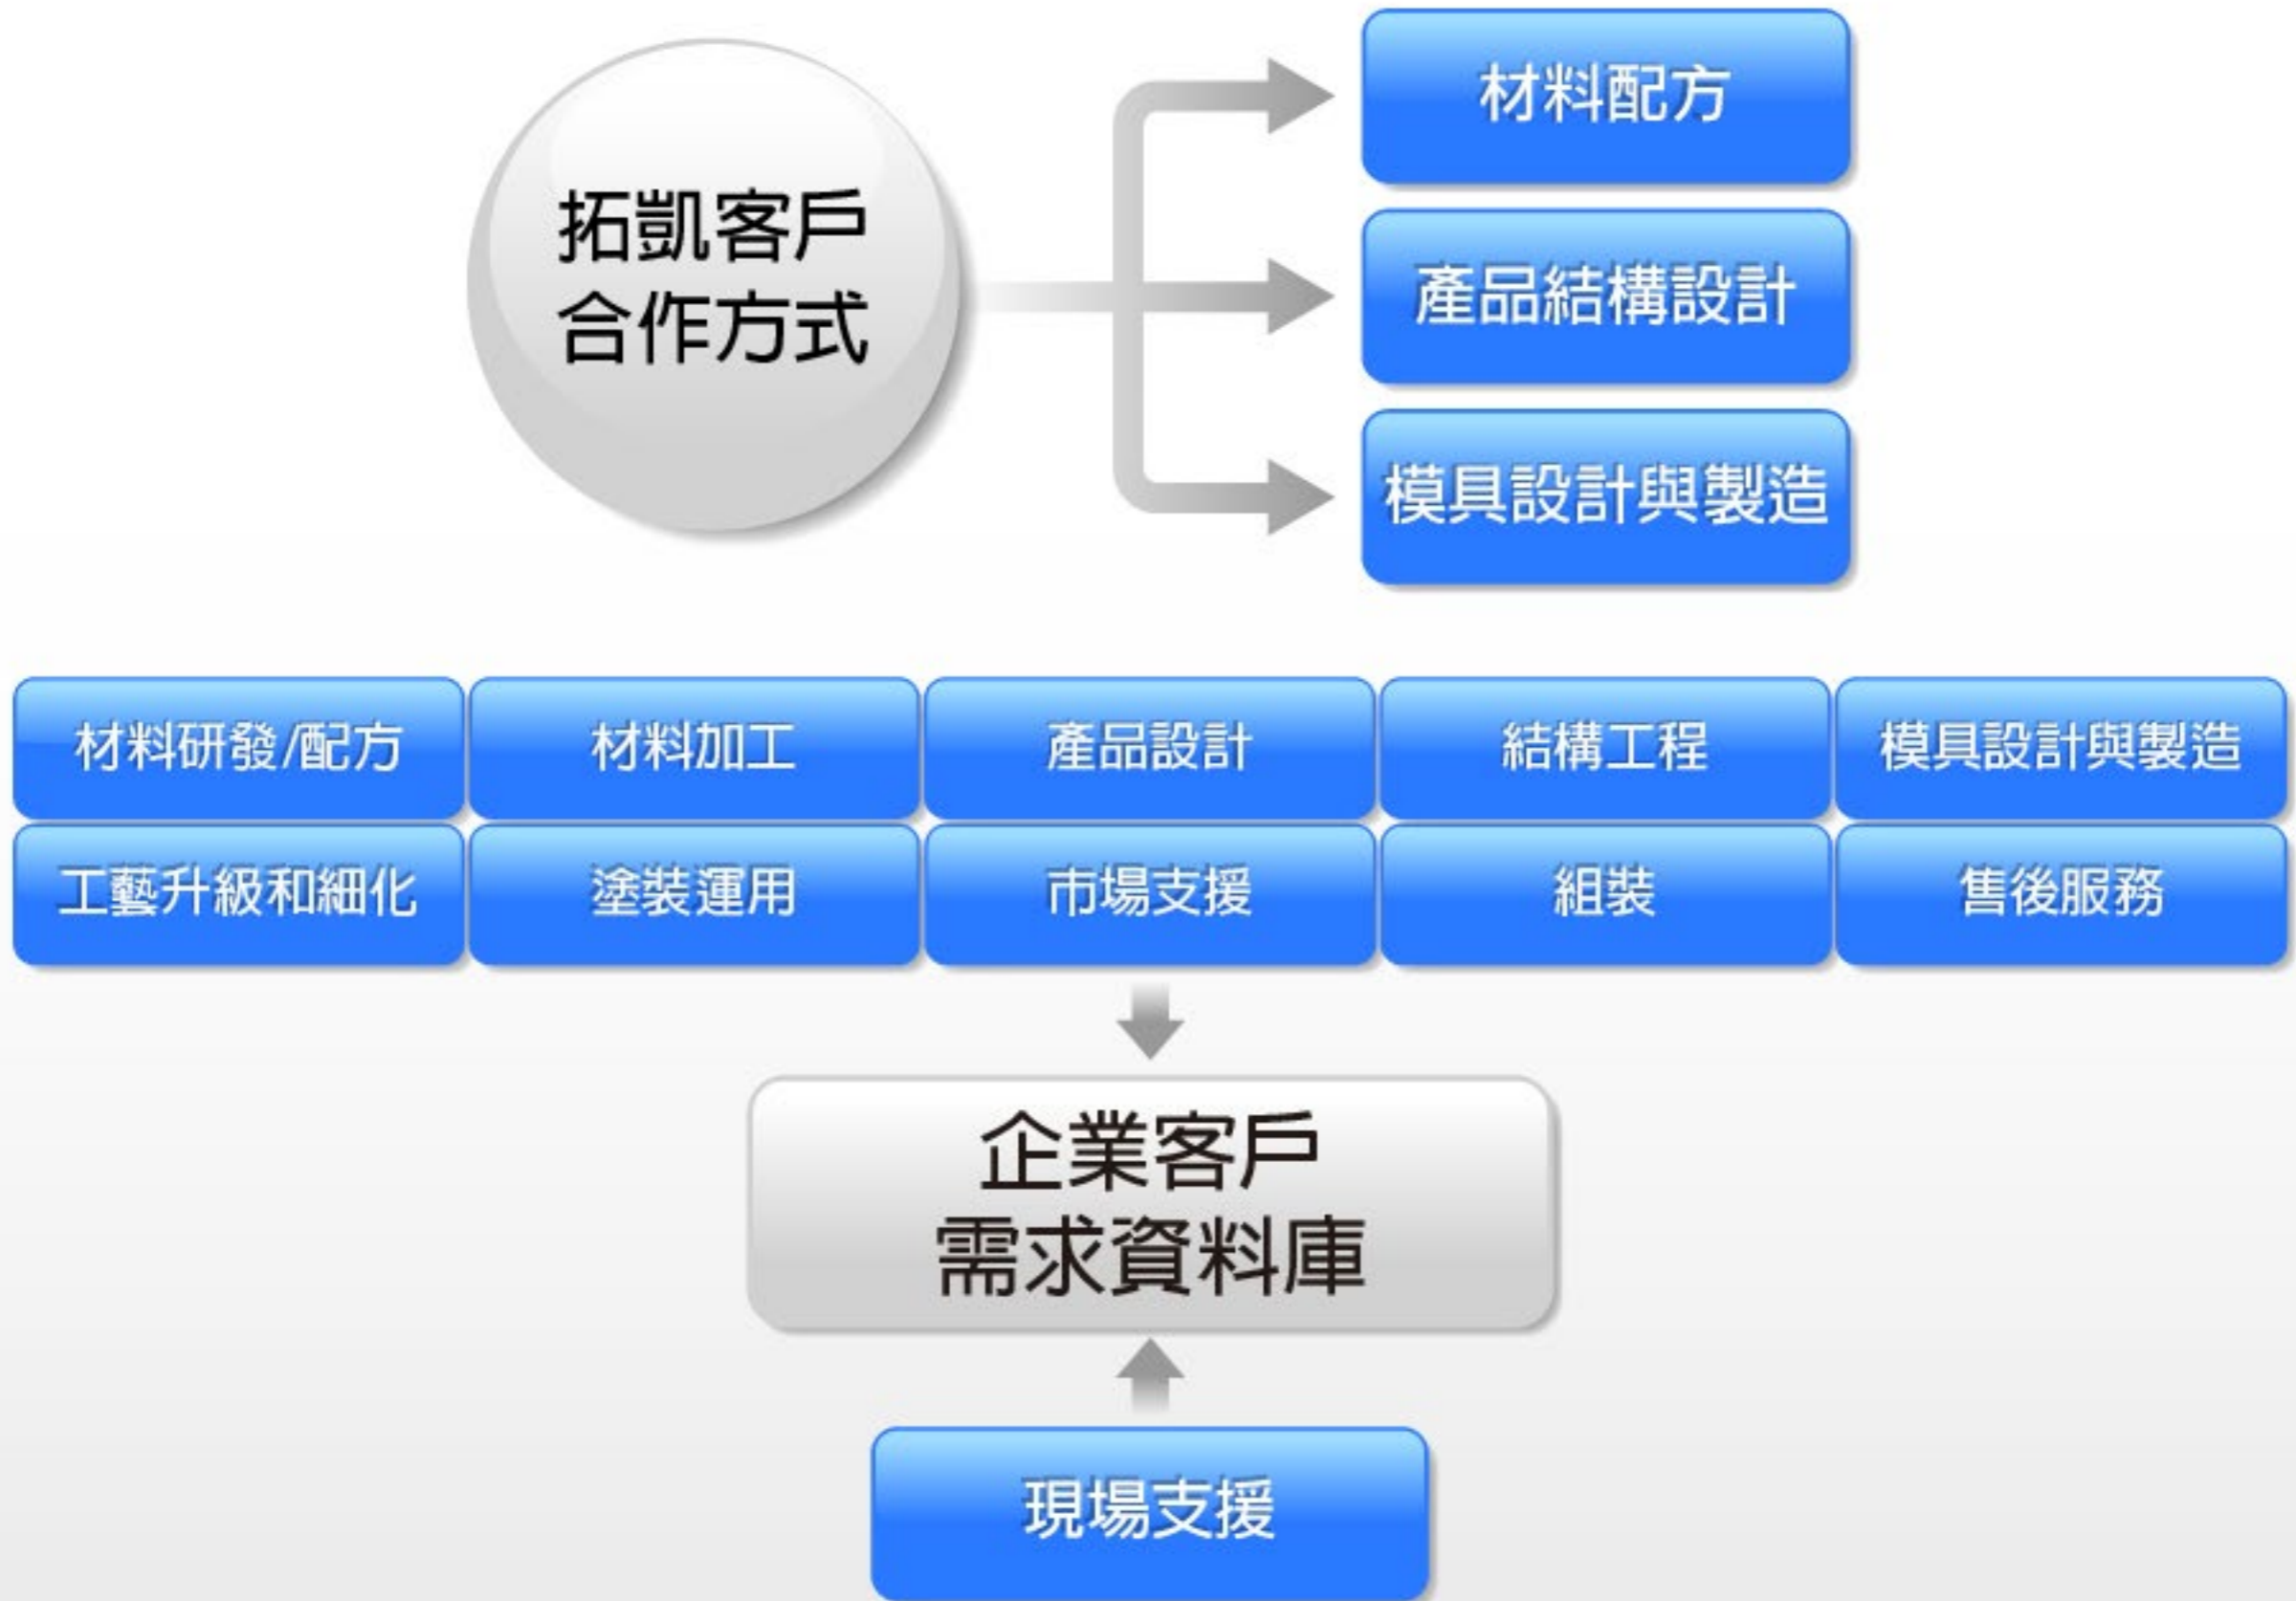 拓凱客戶
合作方式
材料配方
產品結構設計
模具設計與製造
材料研發/配方
材料加工
產品設計
結構工程
模具設計與製造
工藝升級和細化
塗裝運用
市場支援
組裝
售後服務
企業客戶
需求資料庫
現場支援